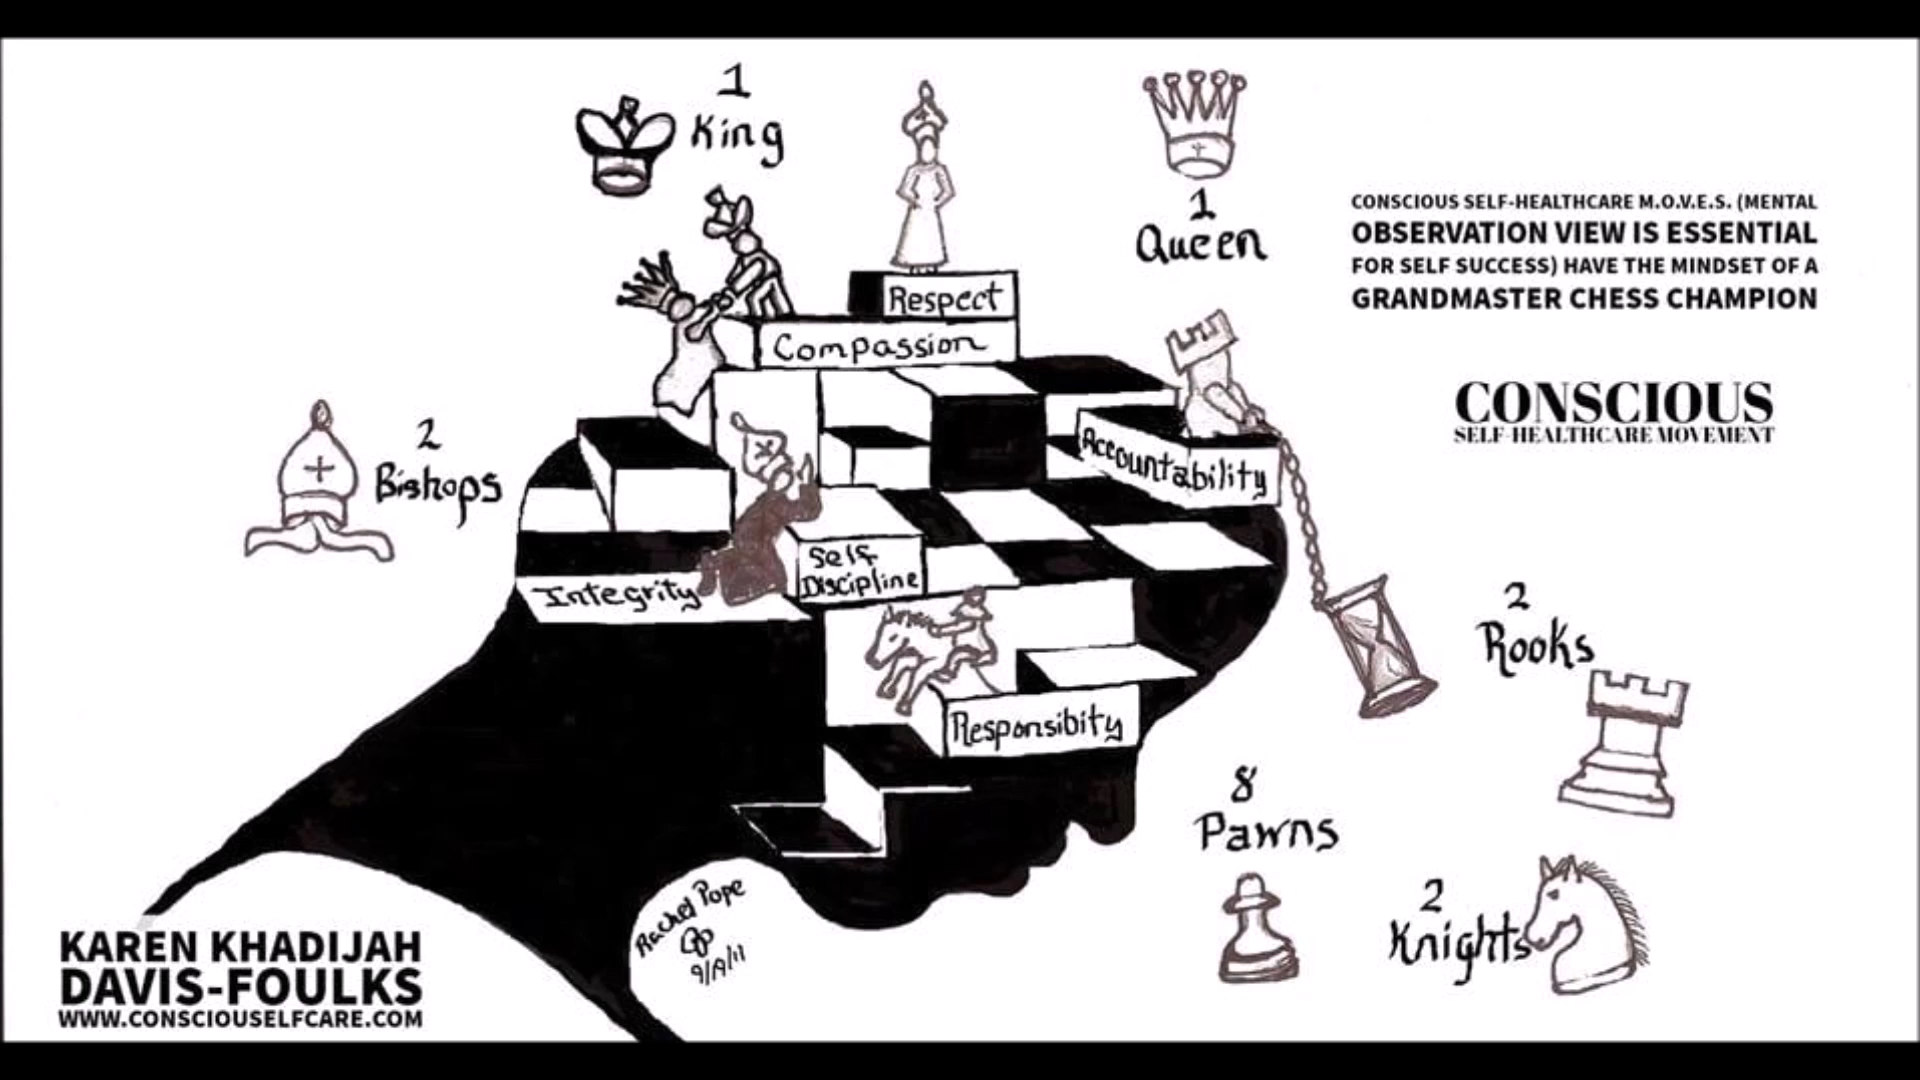 1
King
1
Queen
CONSCIOUS SELF-HEALTHCARE M.O.V.E.S. (MENTAL
OBSERVATION VIEW IS ESSENTIAL
FOR SELF SUCCESS) HAVE THE MINDSET OF A
GRANDMASTER CHESS CHAMPION
Respect
Compassion
CONSCIOUS
SELF-HEALTHCARE MOVEMENT
2
Bishops
Accountability
Self
Discipline
Integrity
2
Rooks
Responsibity
8
Pawns
2
Knights
Rachel Pope
9/9/11
KAREN KHADIJAH
DAVIS-FOULKS
WWW.CONSCIOUSELFCARE.COM